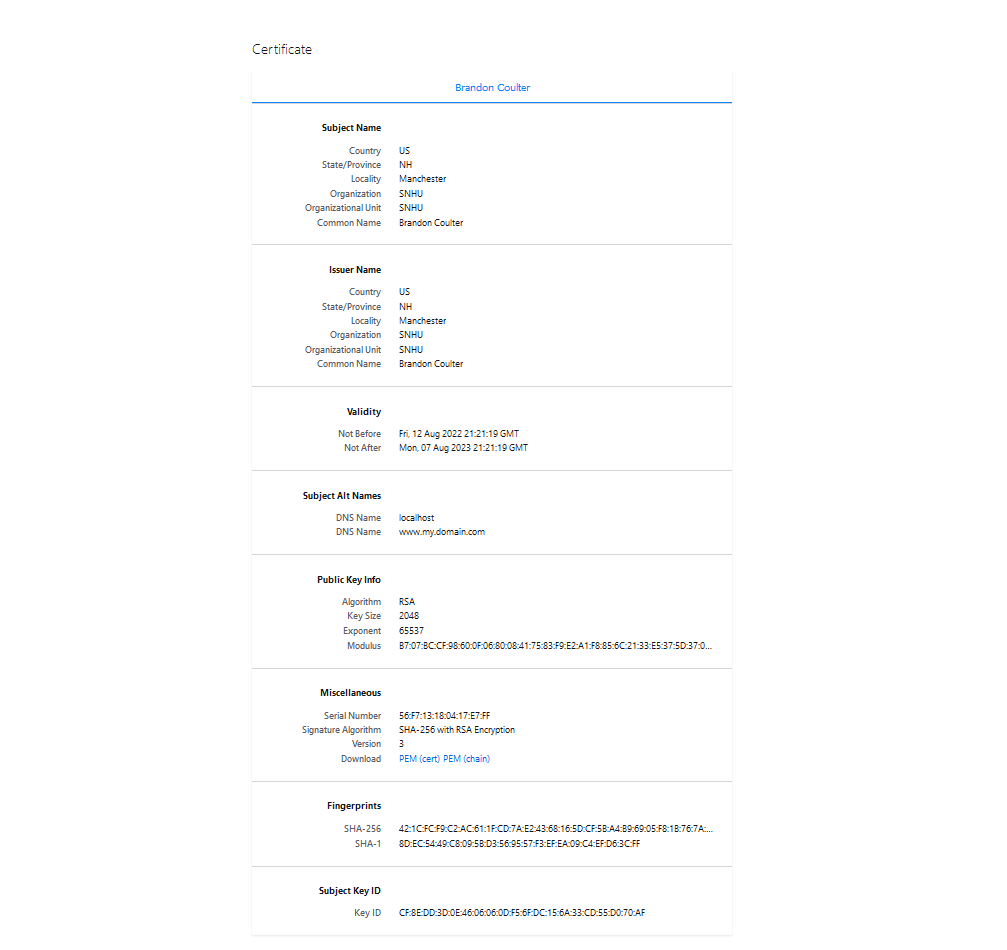 Certificate
Brandon Coulter
Subject Name
Country US
State/Province NH
Locality Manchester
Organization SNHU
Organizational Unit SNHU
Common Name Brandon Coulter
Issuer Name
Country US
State/Province NH
Locality Manchester
Organization SNHU
Organizational Unit SNHU
Common Name Brandon Coulter
Validity
Not Before Fri, 12 Aug 2022 21:21:19 GMT
Not After Mon, 07 Aug 2023 21:21:19 GMT
Subject Alt Names
DNS Name localhost
DNS Name www.my.domain.com
Public Key Info
Algorithm RSA
Key Size 2048
Exponent 65537
Modulus B7:07:BC:CF:98:60:0F:06:80:08:41:75:83:F9:E2:A1:F8:85:6C:21:33:E5:37:5D:37:0...
Miscellaneous
Serial Number 56:F7:13:18:04:17:E7:FF
Signature Algorithm SHA-256 with RSA Encryption
Version 3
Download PEM (cert) PEM (chain)
Fingerprints
SHA-256 42:1C:FC:F9:C2:AC:61:1F:CD:7A:E2:43:68:16:5D:CF:5B:A4:B9:69:05:F8:1B:76:7A:...
SHA-1 8D:EC:54:49:C8:09:5B:D3:56:95:57:F3:EF:EA:09:C4:EF:D6:3C:FF
Subject Key ID
Key ID CF:8E:DD:3D:0E:46:06:06:0D:F5:6F:DC:15:6A:33:CD:55:D0:70:AF